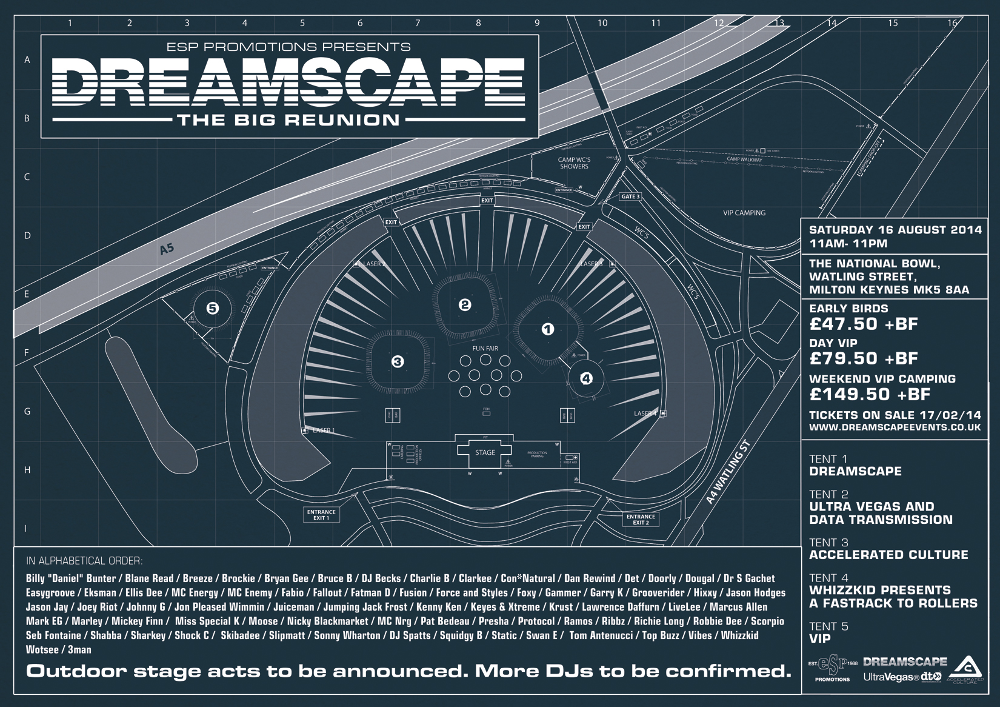 1 2 3 4 5 6 7 8 9 10 11 12 13 14 15 16
A
B
C
D
E
F
G
H
I
ESP PROMOTIONS PRESENTS
DREAMSCAPE
THE BIG REUNION
A5
CAMP WC'S
SHOWERS
CAMP WALKWAY
GATE 3
VIP CAMPING
EXIT
EXIT
EXIT
WC'S
WC'S
LASER 2
LASER 3
5
2
1
3
4
FUN FAIR
LASER 1
LASER 4
STAGE
PRODUCTION
PARKING
ENTRANCE
EXIT 1
ENTRANCE
EXIT 2
A4 WATLING ST
SATURDAY 16 AUGUST 2014
11AM- 11PM
THE NATIONAL BOWL,
WATLING STREET,
MILTON KEYNES MK5 8AA
EARLY BIRDS
£47.50 +BF
DAY VIP
£79.50 +BF
WEEKEND VIP CAMPING
£149.50 +BF
TICKETS ON SALE 17/02/14
WWW.DREAMSCAPEEVENTS.CO.UK
TENT 1
DREAMSCAPE
TENT 2
ULTRA VEGAS AND
DATA TRANSMISSION
TENT 3
ACCELERATED CULTURE
TENT 4
WHIZZKID PRESENTS
A FASTRACK TO ROLLERS
TENT 5
VIP
EST. esp 1988
PROMOTIONS
DREAMSCAPE
UltraVegas® dt
ACCELERATED
CULTURE
IN ALPHABETICAL ORDER:
Billy "Daniel" Bunter / Blane Read / Breeze / Brockie / Bryan Gee / Bruce B / DJ Becks / Charlie B / Clarkee / Con*Natural / Dan Rewind / Det / Doorly / Dougal / Dr S Gachet
Easygroove / Eksman / Ellis Dee / MC Energy / MC Enemy / Fabio / Fallout / Fatman D / Fusion / Force and Styles / Foxy / Gammer / Garry K / Grooverider / Hixxy / Jason Hodges
Jason Jay / Joey Riot / Johnny G / Jon Pleased Wimmin / Juiceman / Jumping Jack Frost / Kenny Ken / Keyes & Xtreme / Krust / Lawrence Daffurn / LiveLee / Marcus Allen
Mark EG / Marley / Mickey Finn / Miss Special K / Moose / Nicky Blackmarket / MC Nrg / Pat Bedeau / Presha / Protocol / Ramos / Ribbz / Richie Long / Robbie Dee / Scorpio
Seb Fontaine / Shabba / Sharkey / Shock C / Skibadee / Slipmatt / Sonny Wharton / DJ Spatts / Squidgy B / Static / Swan E / Tom Antenucci / Top Buzz / Vibes / Whizzkid
Wotsee / 3man
Outdoor stage acts to be announced. More DJs to be confirmed.